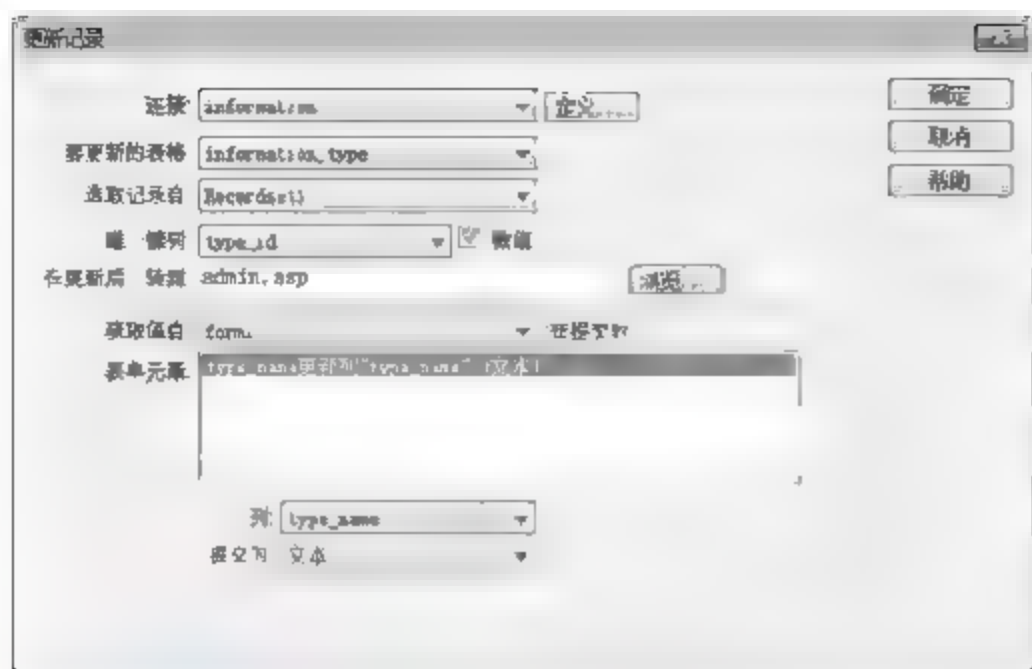 更新记录
连接: information 定义...
确定
要更新的表格 information_type
取消
选取记录自 Recordset1
帮助
唯一键列 type_id 数值
在更新后 转到 admin.asp 浏览...
获取值自 form1 连接字符
表单元素 type_name更新列"type_name" (文本)
列: type_name
提交为 文本